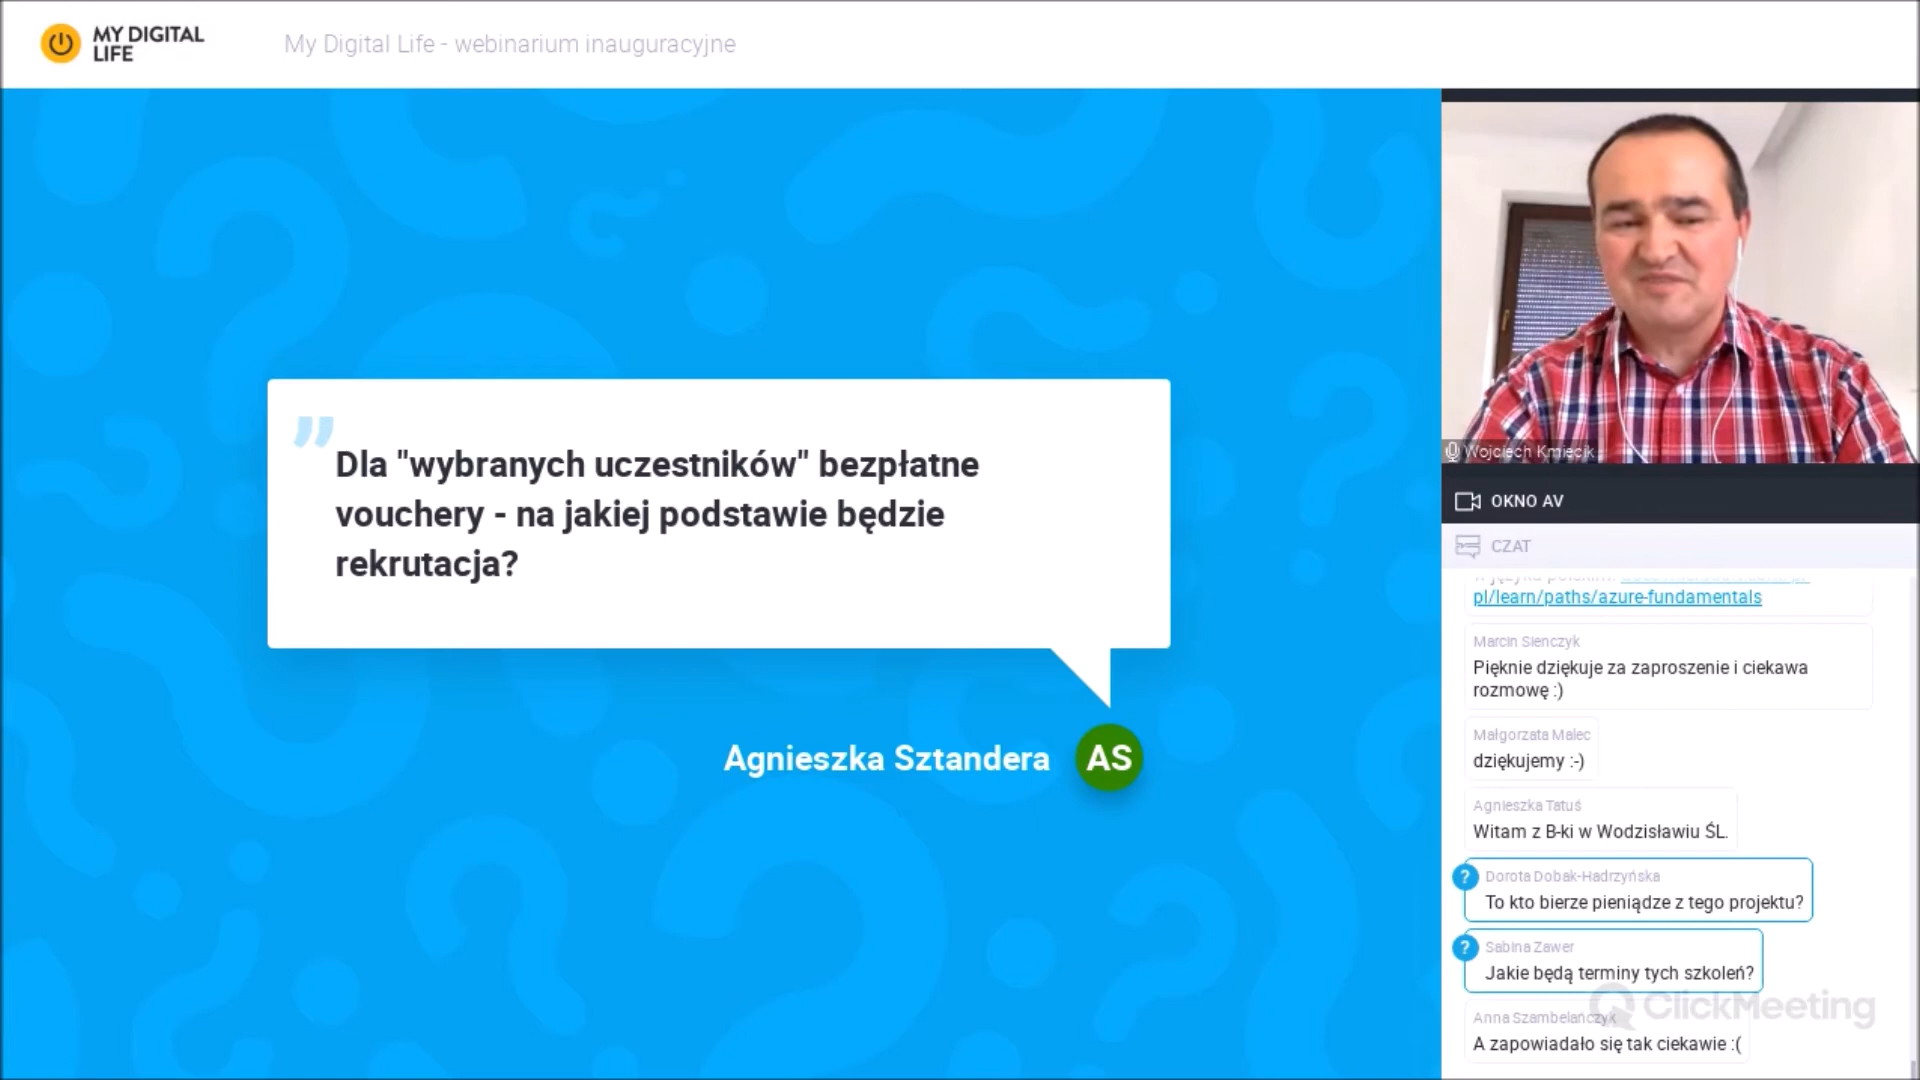 MY DIGITAL
LIFE
My Digital Life - webinarium inauguracyjne
Dla "wybranych uczestników" bezpłatne
vouchery - na jakiej podstawie będzie
rekrutacja?
Agnieszka Sztandera
AS
Wojciech Kmiecik
OKNO AV
CZAT
pl/learn/paths/azure-fundamentals
Marcin Sienczyk
Pięknie dziękuje za zaproszenie i ciekawa
rozmowę :)
Małgorzata Malec
dziękujemy :-)
Agnieszka Tatuś
Witam z B-ki w Wodzisławiu ŚL.
? Dorota Dobak-Hadrzyńska
To kto bierze pieniądze z tego projektu?
? Sabina Zawer
Jakie będą terminy tych szkoleń?
ClickMeeting
Anna Szambelańczyk
A zapowiadało się tak ciekawie :(